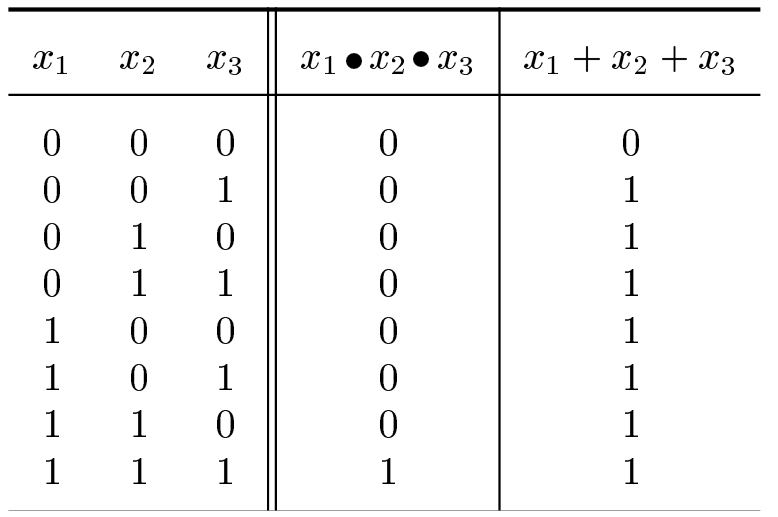 x₁ x₂ x₃ x₁•x₂•x₃ x₁ + x₂ + x₃
0 0 0 0 0
0 0 1 0 1
0 1 0 0 1
0 1 1 0 1
1 0 0 0 1
1 0 1 0 1
1 1 0 0 1
1 1 1 1 1